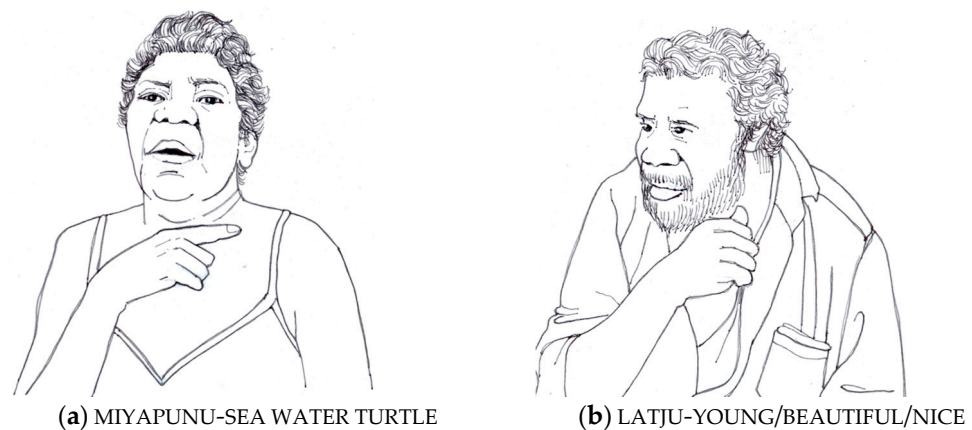 (a) MIYAPUNU-SEA WATER TURTLE
(b) LATJU-YOUNG/BEAUTIFUL/NICE